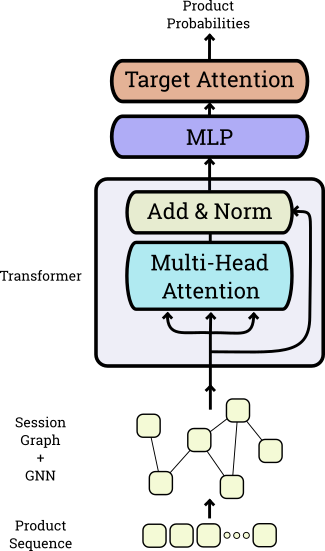 Product
Probabilities
Target Attention
MLP
Add & Norm
Multi-Head
Attention
Transformer
Session
Graph
+
GNN
Product
Sequence